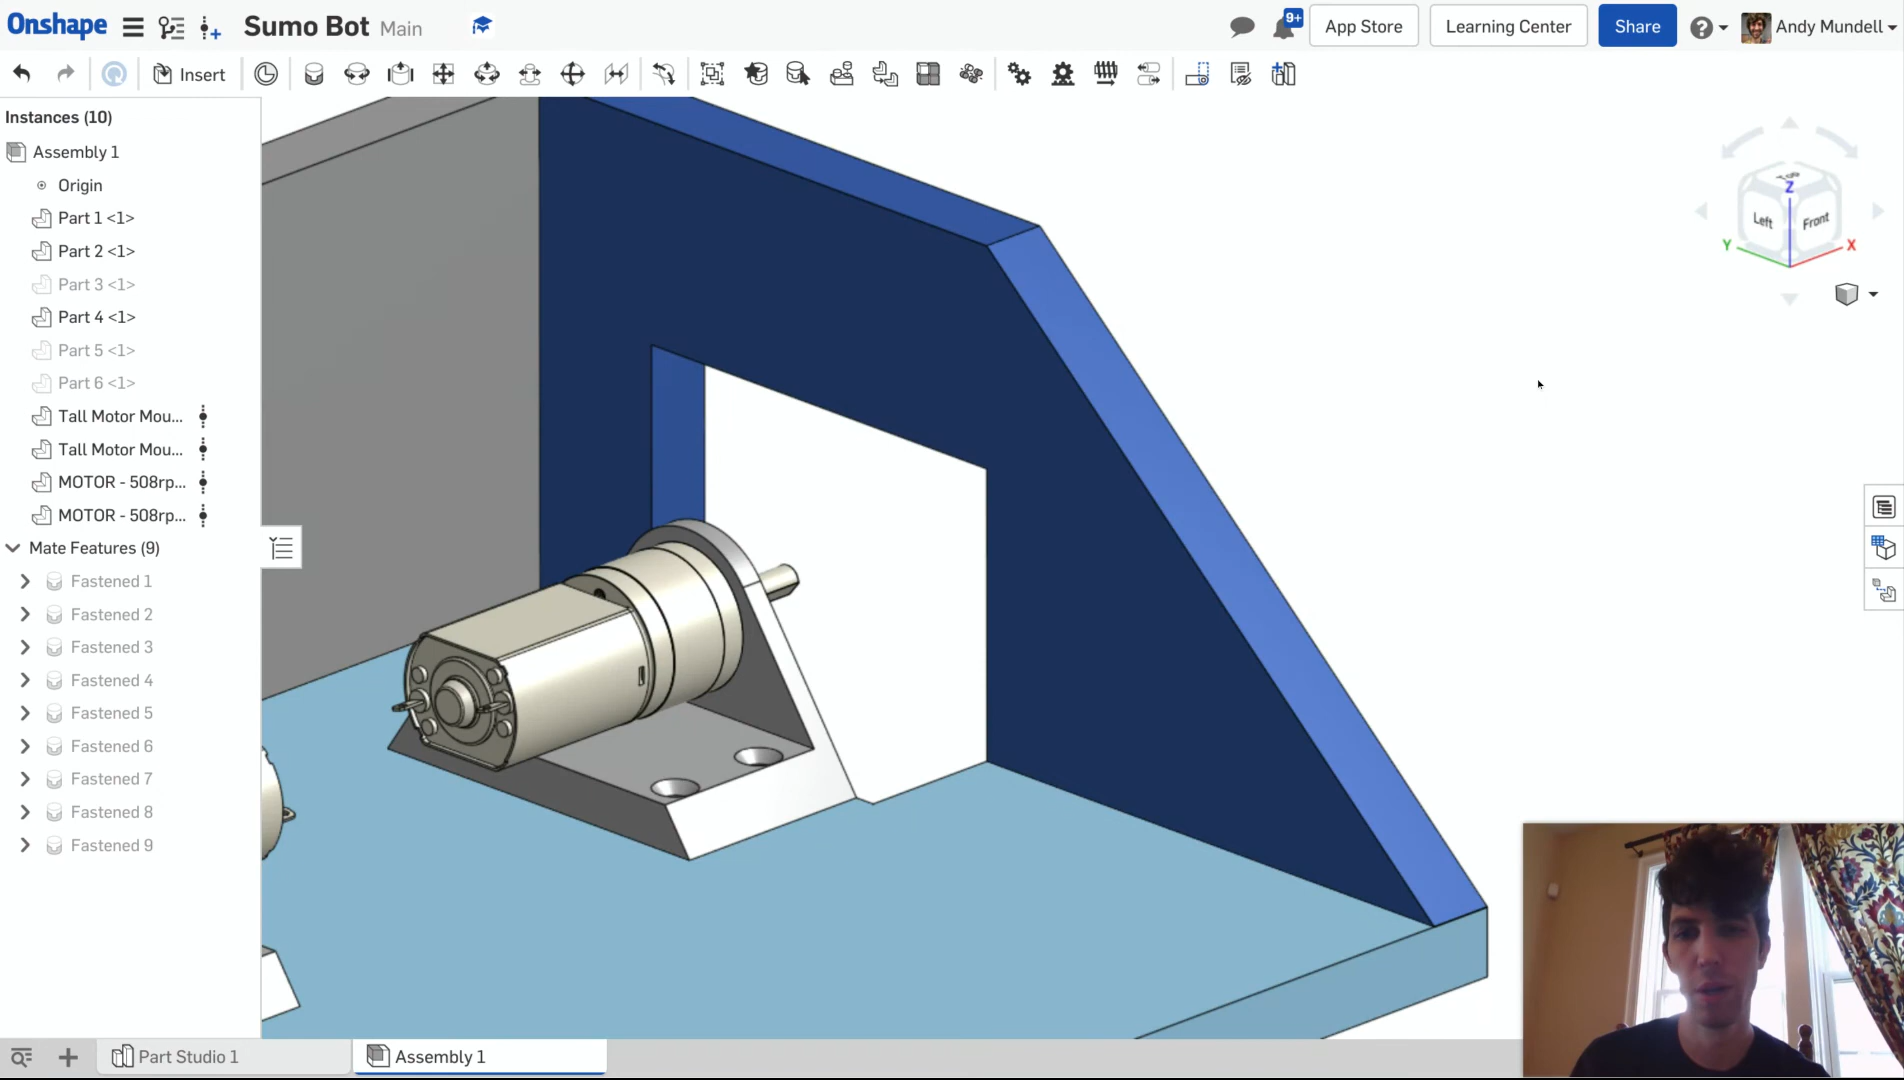 Onshape
Sumo Bot Main
9+
App Store
Learning Center
Share
Andy Mundell
Insert
Instances (10)
Assembly 1
Origin
Part 1 <1>
Part 2 <1>
Part 3 <1>
Part 4 <1>
Part 5 <1>
Part 6 <1>
Tall Motor Mou...
Tall Motor Mou...
MOTOR - 508rp...
MOTOR - 508rp...
Mate Features (9)
Fastened 1
Fastened 2
Fastened 3
Fastened 4
Fastened 5
Fastened 6
Fastened 7
Fastened 8
Fastened 9
Top
Z
Left
Front
Y
X
Part Studio 1
Assembly 1